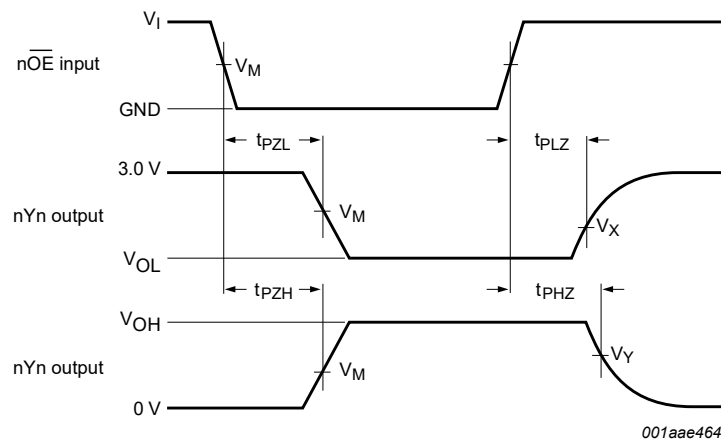 V_I
nO̅E̅ input
V_M
GND
t_PZL
t_PLZ
3.0 V
nYn output
V_M
V_X
V_OL
t_PZH
t_PHZ
V_OH
nYn output
V_M
V_Y
0 V
001aae464